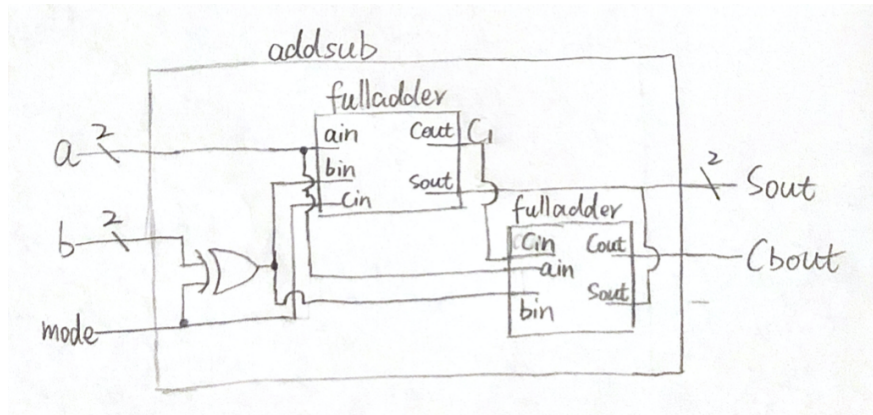 addsub
fulladder
ain
Cout
C1
bin
Sout
Cin
a
2
b
2
mode
fulladder
Cin
Cout
ain
Sout
bin
2
Sout
Cbout